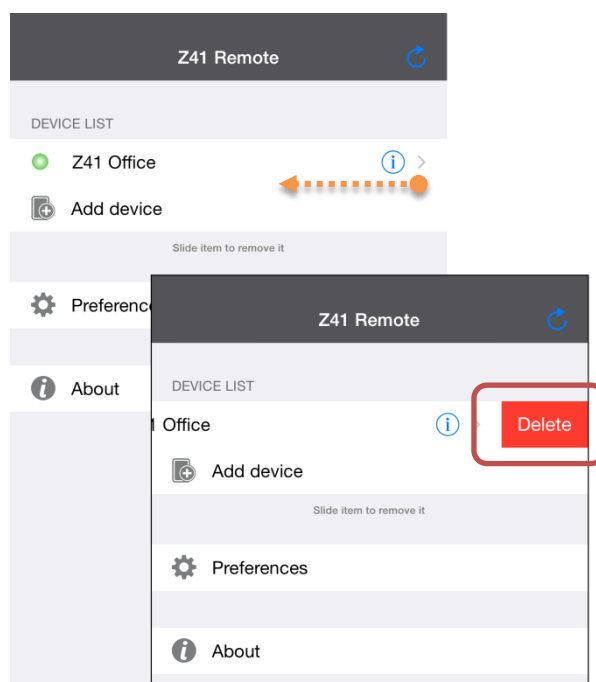 Z41 Remote
DEVICE LIST
Z41 Office
Add device
Slide item to remove it
Preferenc
About
Z41 Remote
DEVICE LIST
Office
Delete
Add device
Slide item to remove it
Preferences
About